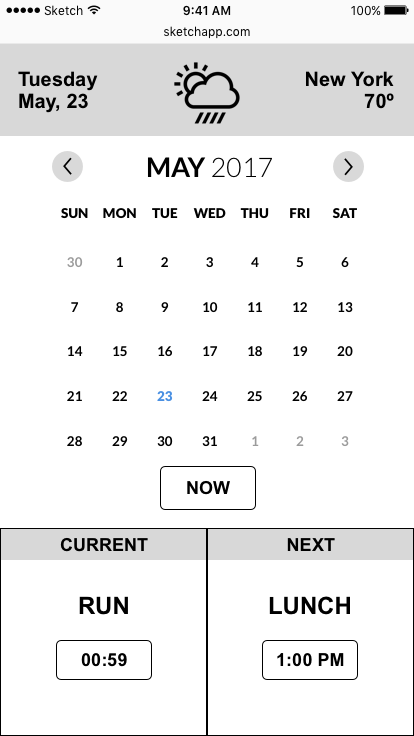 Sketch 9:41 AM 100%
sketchapp.com
Tuesday New York
May, 23 70º
MAY 2017
SUN MON TUE WED THU FRI SAT
30 1 2 3 4 5 6
7 8 9 10 11 12 13
14 15 16 17 18 19 20
21 22 23 24 25 26 27
28 29 30 31 1 2 3
NOW
CURRENT NEXT
RUN LUNCH
00:59 1:00 PM